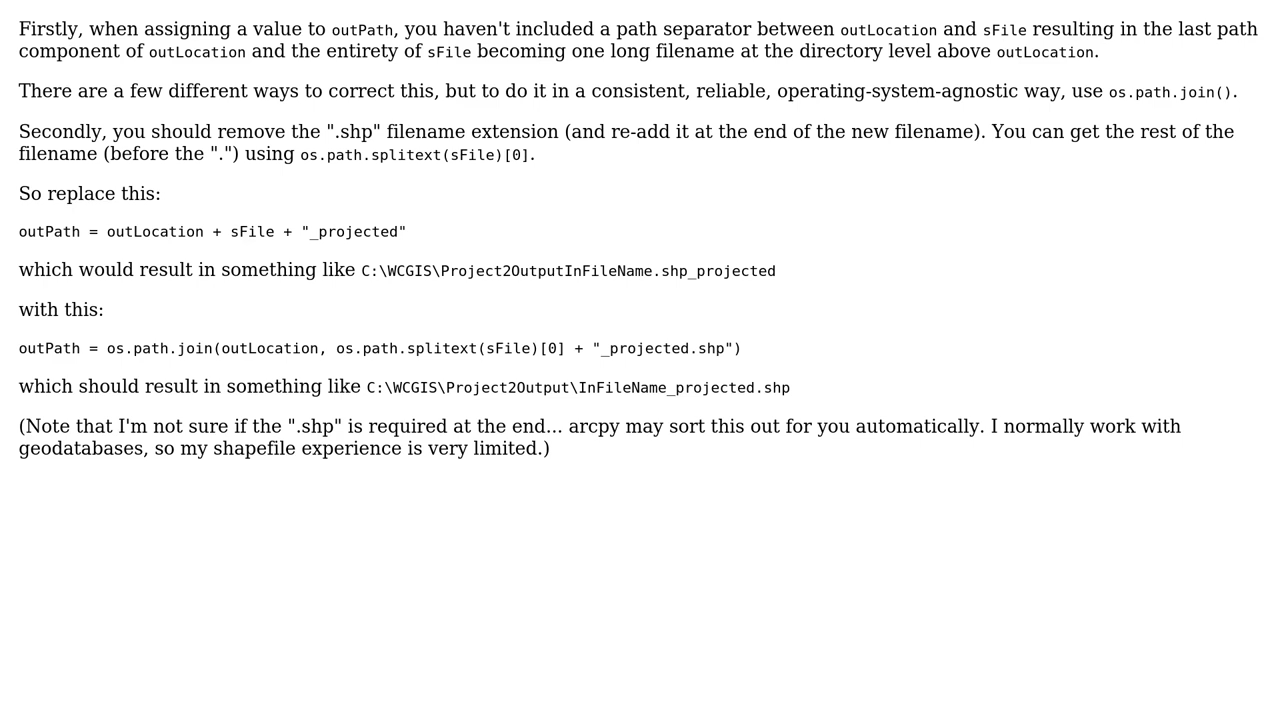 Firstly, when assigning a value to outPath, you haven't included a path separator between outLocation and sFile resulting in the last path
component of outLocation and the entirety of sFile becoming one long filename at the directory level above outLocation.
There are a few different ways to correct this, but to do it in a consistent, reliable, operating-system-agnostic way, use os.path.join().
Secondly, you should remove the ".shp" filename extension (and re-add it at the end of the new filename). You can get the rest of the
filename (before the ".") using os.path.splitext(sFile)[0].
So replace this:
outPath = outLocation + sFile + "_projected"
which would result in something like C:\WCGIS\Project2OutputInFileName.shp_projected
with this:
outPath = os.path.join(outLocation, os.path.splitext(sFile)[0] + "_projected.shp")
which should result in something like C:\WCGIS\Project2Output\InFileName_projected.shp
(Note that I'm not sure if the ".shp" is required at the end... arcpy may sort this out for you automatically. I normally work with
geodatabases, so my shapefile experience is very limited.)